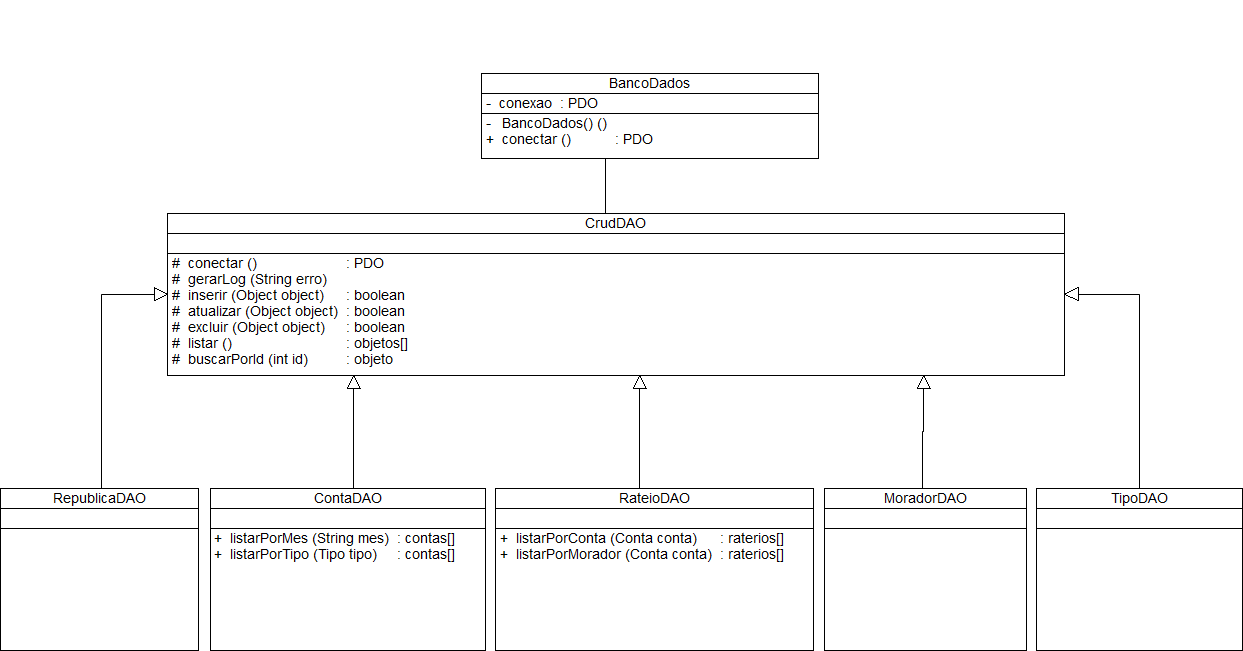 BancoDados
- conexao : PDO
- BancoDados() ()
+ conectar () : PDO
CrudDAO
# conectar () : PDO
# gerarLog (String erro)
# inserir (Object object) : boolean
# atualizar (Object object) : boolean
# excluir (Object object) : boolean
# listar () : objetos[]
# buscarPorId (int id) : objeto
RepublicaDAO
ContaDAO
+ listarPorMes (String mes) : contas[]
+ listarPorTipo (Tipo tipo) : contas[]
RateioDAO
+ listarPorConta (Conta conta) : raterios[]
+ listarPorMorador (Conta conta) : raterios[]
MoradorDAO
TipoDAO